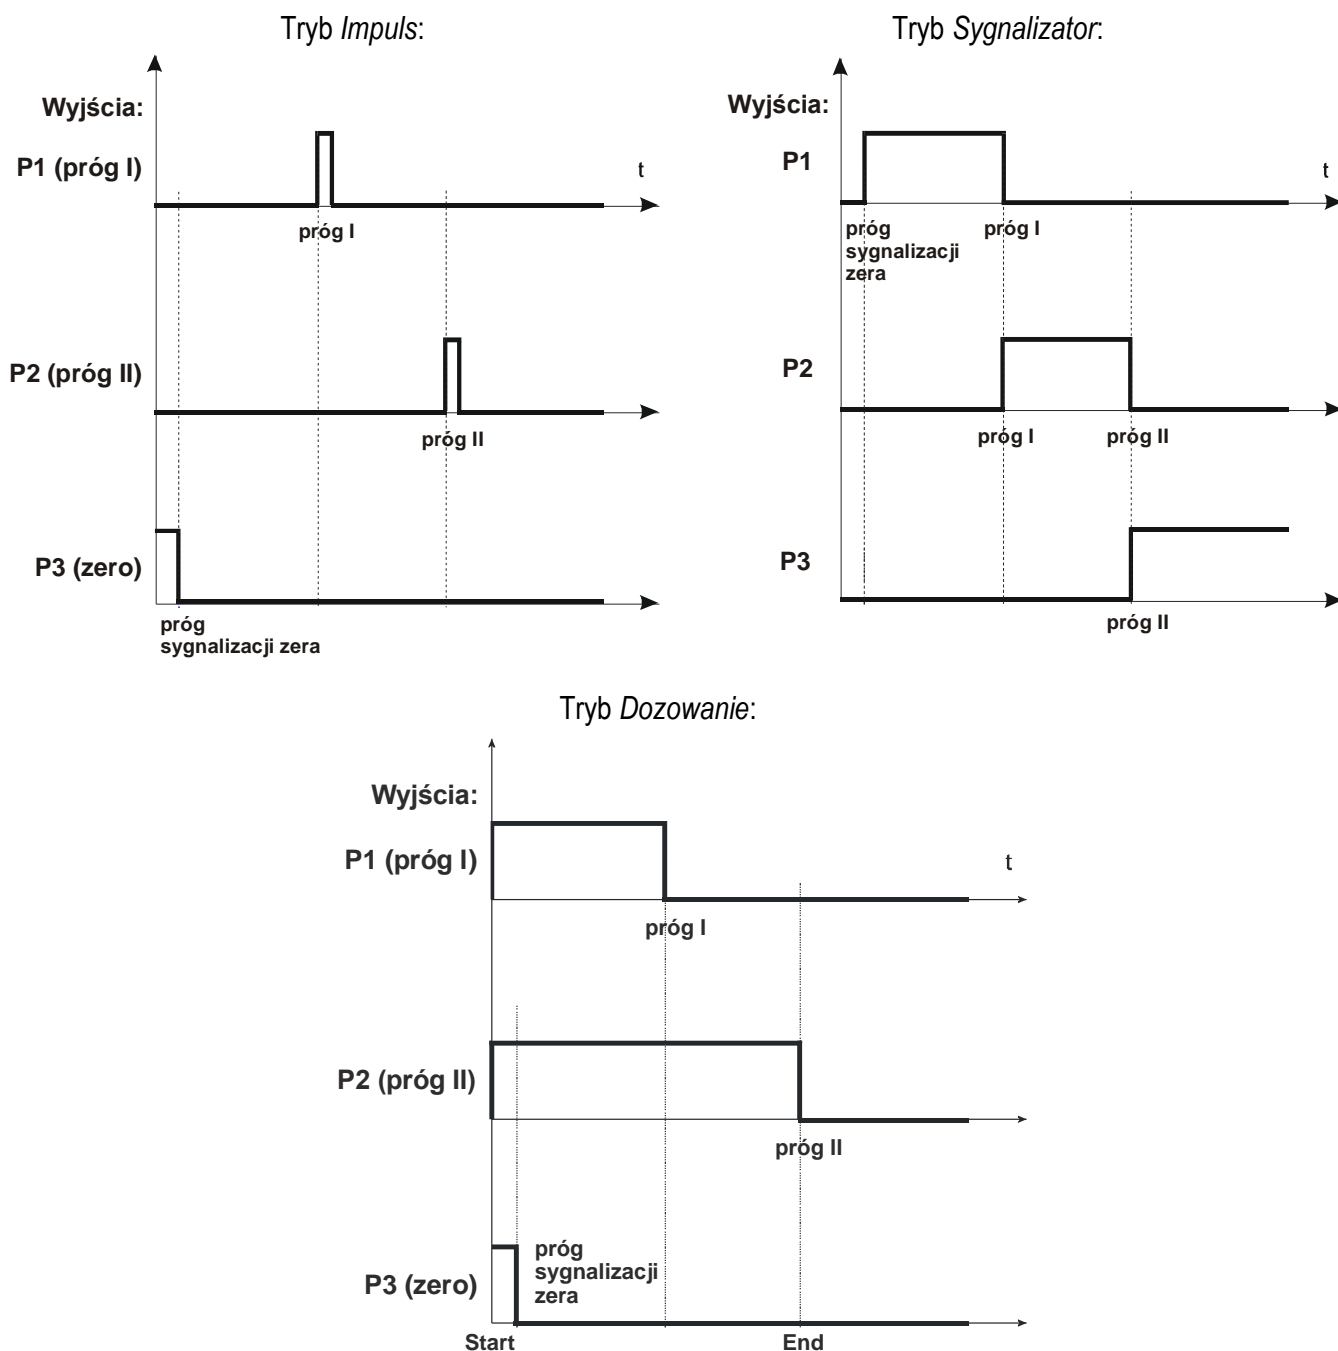 Tryb Impuls:
Wyjścia:
P1 (próg I)
t
próg I
P2 (próg II)
próg II
P3 (zero)
próg
sygnalizacji zera
Tryb Sygnalizator:
Wyjścia:
P1
t
próg
sygnalizacji
zera
próg I
P2
próg I
próg II
P3
próg II
Tryb Dozowanie:
Wyjścia:
P1 (próg I)
t
próg I
P2 (próg II)
próg II
P3 (zero)
próg
sygnalizacji
zera
Start
End